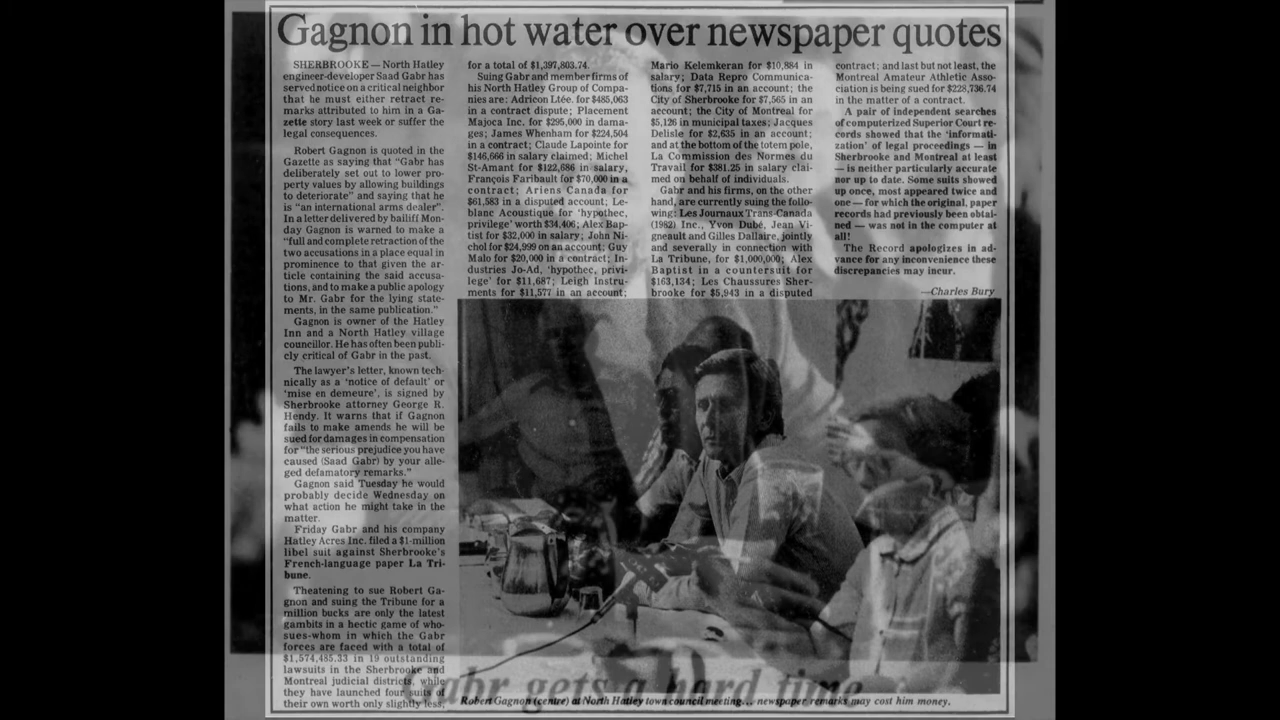 Gagnon in hot water over newspaper quotes
SHERBROOKE — North Hatley
engineer-developer Saad Gabr has
served notice on a critical neighbor
that he must either retract re-
marks attributed to him in a Ga-
zette story last week or suffer the
legal consequences.
Robert Gagnon is quoted in the
Gazette as saying that “Gabr has
deliberately set out to lower pro-
perty values by allowing buildings
to deteriorate” and saying that he
is “an international arms dealer”.
In a letter delivered by bailiff Mon-
day Gagnon is warned to make a
“full and complete retraction of the
two accusations in a place equal in
prominence to that given the ar-
ticle containing the said accusa-
tions, and to make a public apology
to Mr. Gabr for the lying state-
ments, in the same publication.”
Gagnon is owner of the Hatley
Inn and a North Hatley village
councillor. He has often been publi-
cly critical of Gabr in the past.
The lawyer’s letter, known tech-
nically as a ‘notice of default’ or
‘mise en demeure’, is signed by
Sherbrooke attorney George R.
Hendy. It warns that if Gagnon
fails to make amends he will be
sued for damages in compensation
for “the serious prejudice you have
caused (Saad Gabr) by your alle-
ged defamatory remarks.”
Gagnon said Tuesday he would
probably decide Wednesday on
what action he might take in the
matter.
Friday Gabr and his company
Hatley Acres Inc. filed a $1-million
libel suit against Sherbrooke’s
French-language paper La Tri-
bune.
Theatening to sue Robert Ga-
gnon and suing the Tribune for a
million bucks are only the latest
gambits in a hectic game of who-
sues-whom in which the Gabr
forces are faced with a total of
$1,574,485.33 in 19 outstanding
lawsuits in the Sherbrooke and
Montreal judicial districts, while
they have launched four suits of
their own worth only slightly less,
for a total of $1,397,803.74.
Suing Gabr and member firms of
his North Hatley Group of Compa-
nies are: Adricon Ltée. for $485,063
in a contract dispute; Placement
Majoca Inc. for $295,000 in dama-
ges; James Whenham for $224,504
in a contract; Claude Lapointe for
$146,666 in salary claimed; Michel
St-Amant for $122,686 in salary,
François Faribault for $70,000 in a
contract; Ariens Canada for
$61,583 in a disputed account; Le-
blanc Acoustique for ‘hypothec,
privilege’ worth $34,406; Alex Bap-
tist for $32,000 in salary; John Ni-
chol for $24,999 on an account; Guy
Malo for $20,000 in a contract; In-
dustries Jo-Ad, ‘hypothec, privi-
lege’ for $11,687; Leigh Instru-
ments for $11,577 in an account;
Mario Kelemkeran for $10,884 in
salary; Data Repro Communica-
tions for $7,715 in an account; the
City of Sherbrooke for $7,565 in an
account; the City of Montreal for
$5,126 in municipal taxes; Jacques
Delisle for $2,635 in an account;
and at the bottom of the totem pole,
La Commission des Normes du
Travail for $381.25 in salary clai-
med on behalf of individuals.
Gabr and his firms, on the other
hand, are currently suing the follo-
wing: Les Journaux Trans-Canada
(1982) Inc., Yvon Dubé, Jean Vi-
gneault and Gilles Dallaire, jointly
and severally in connection with
La Tribune, for $1,000,000; Alex
Baptist in a countersuit for
$163,134; Les Chaussures Sher-
brooke for $5,943 in a disputed
contract; and last but not least, the
Montreal Amateur Athletic Asso-
ciation is being sued for $228,736.74
in the matter of a contract.
A pair of independent searches
of computerized Superior Court re-
cords showed that the ‘informati-
zation’ of legal proceedings — in
Sherbrooke and Montreal at least
— is neither particularly accurate
nor up to date. Some suits showed
up once, most appeared twice and
one — for which the original, paper
records had previously been obtai-
ned — was not in the computer at
all!
The Record apologizes in ad-
vance for any inconvenience these
discrepancies may incur.
—Charles Bury
Gabr gets a hard time
Robert Gagnon (centre) at North Hatley town council meeting... newspaper remarks may cost him money.